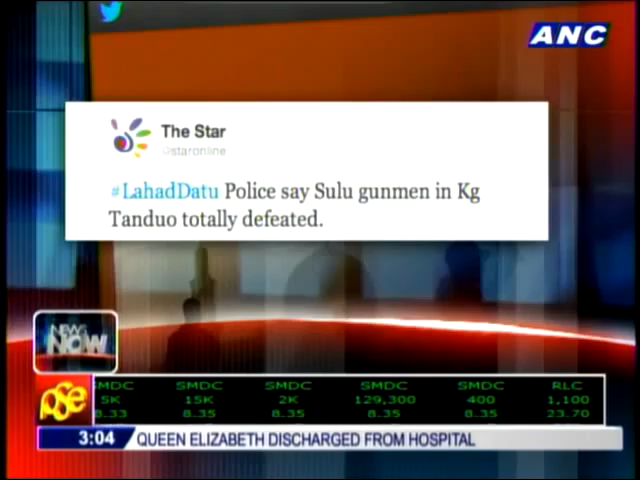 ANC
The Star
@staronline
#LahadDatu Police say Sulu gunmen in Kg
Tanduo totally defeated.
NEWS
NOW
pse
SMDC SMDC SMDC SMDC SMDC RLC
5K 15K 2K 129,300 400 1,100
8.33 8.35 8.35 8.35 8.35 23.70
3:04 QUEEN ELIZABETH DISCHARGED FROM HOSPITAL